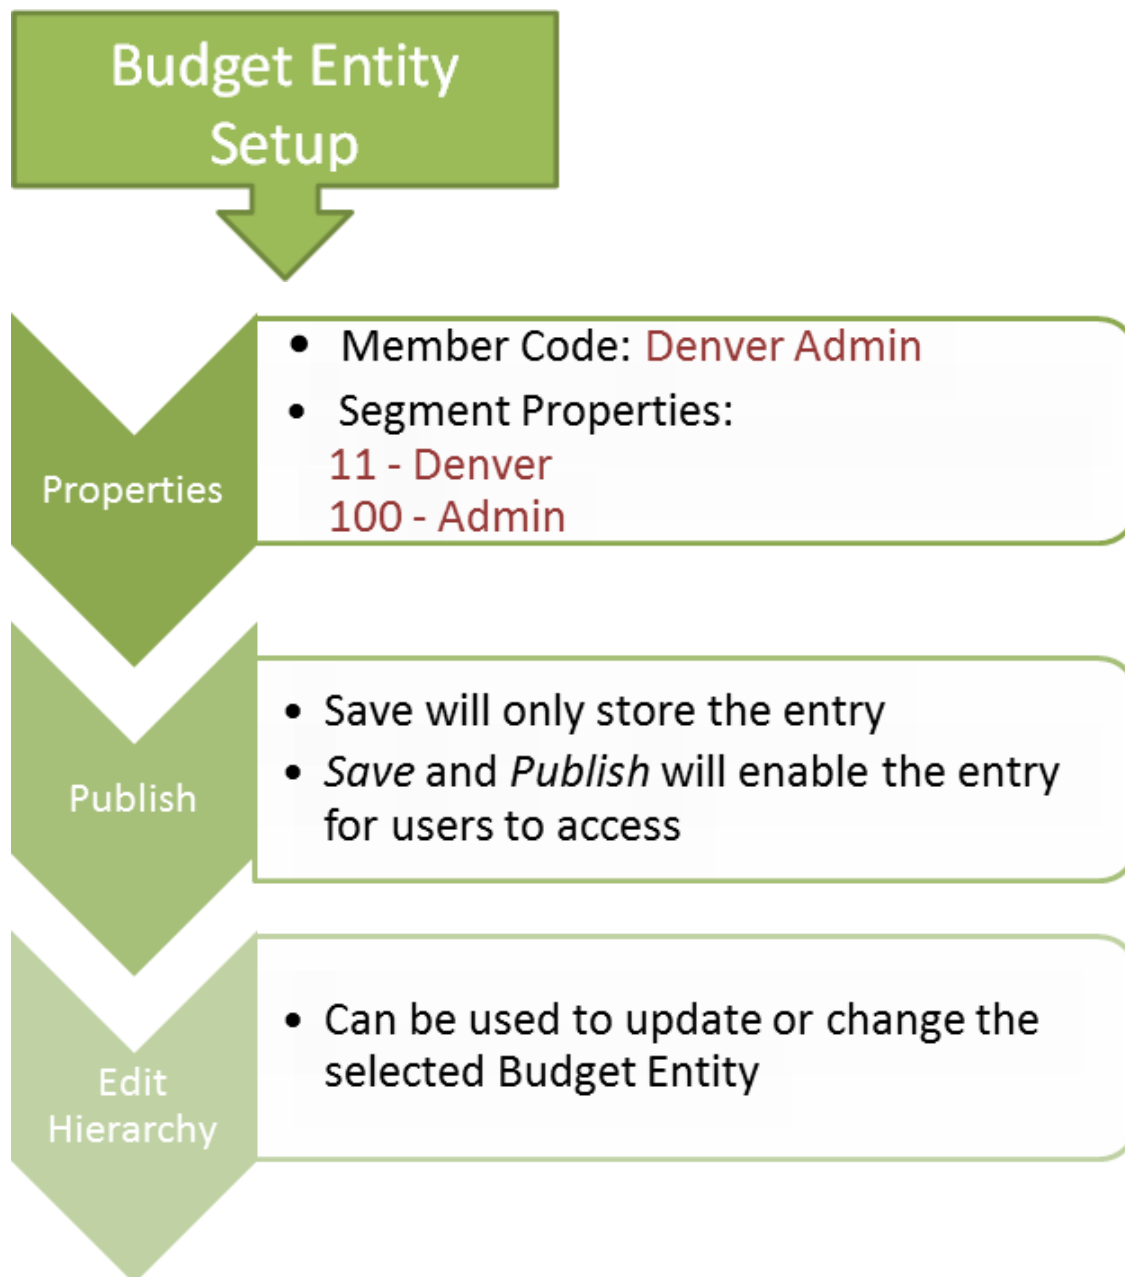 Budget Entity
Setup
Properties
• Member Code: Denver Admin
• Segment Properties:
11 - Denver
100 - Admin
Publish
• Save will only store the entry
• Save and Publish will enable the entry
for users to access
Edit
Hierarchy
• Can be used to update or change the
selected Budget Entity